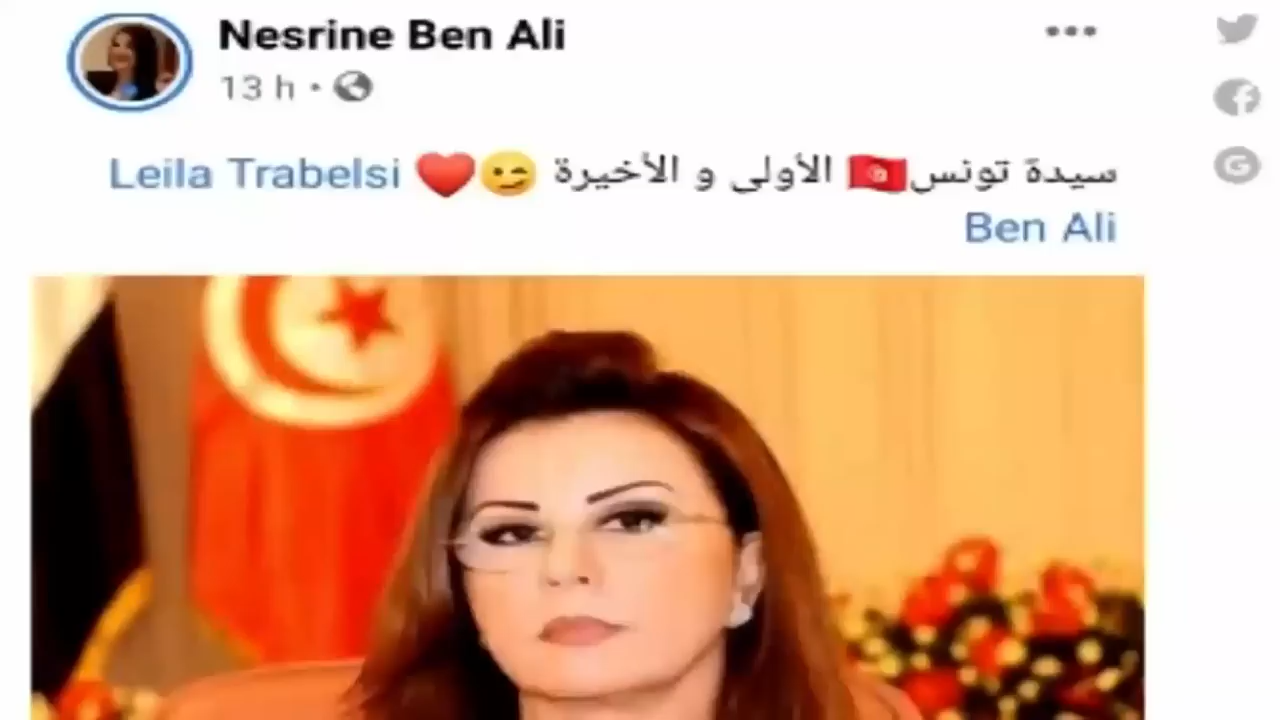 Nesrine Ben Ali
13 h
سيدة تونس🇹🇳 الأولى و الأخيرة 😉❤️ Leila Trabelsi
Ben Ali